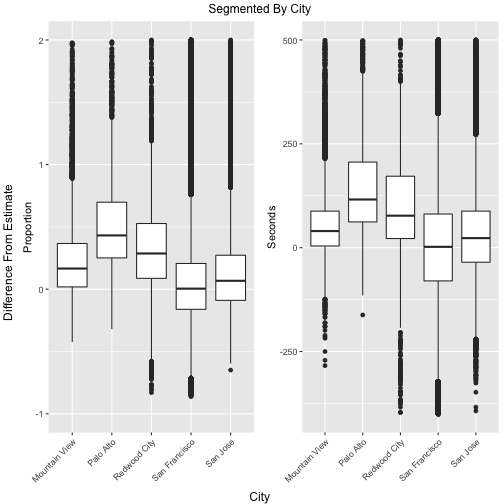 Segmented By City
Difference From Estimate
Proportion
2
1
0
-1
Mountain View
Palo Alto
Redwood City
San Francisco
San Jose
Seconds
500
250
0
-250
Mountain View
Palo Alto
Redwood City
San Francisco
San Jose
City